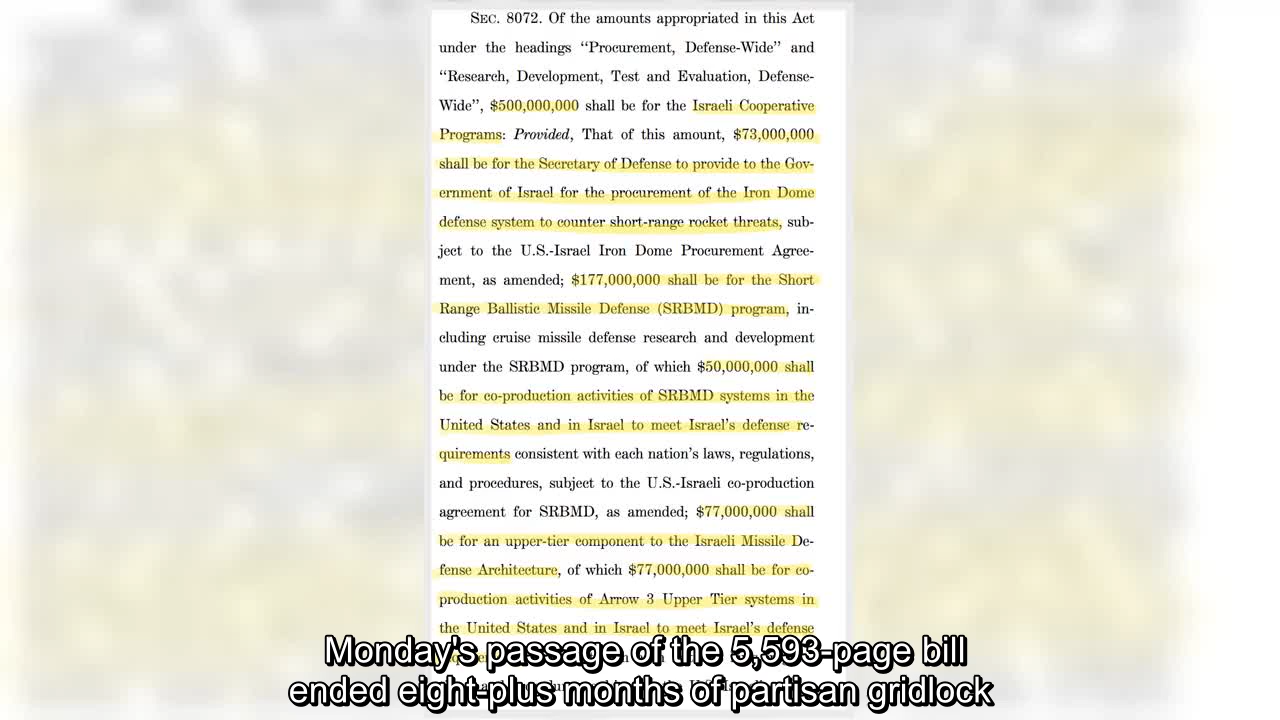 SEC. 8072. Of the amounts appropriated in this Act
under the headings “Procurement, Defense-Wide” and
“Research, Development, Test and Evaluation, Defense-
Wide”, $500,000,000 shall be for the Israeli Cooperative
Programs: Provided, That of this amount, $73,000,000
shall be for the Secretary of Defense to provide to the Gov-
ernment of Israel for the procurement of the Iron Dome
defense system to counter short-range rocket threats, sub-
ject to the U.S.-Israel Iron Dome Procurement Agree-
ment, as amended; $177,000,000 shall be for the Short
Range Ballistic Missile Defense (SRBMD) program, in-
cluding cruise missile defense research and development
under the SRBMD program, of which $50,000,000 shall
be for co-production activities of SRBMD systems in the
United States and in Israel to meet Israel’s defense re-
quirements consistent with each nation’s laws, regulations,
and procedures, subject to the U.S.-Israeli co-production
agreement for SRBMD, as amended; $77,000,000 shall
be for an upper-tier component to the Israeli Missile De-
fense Architecture, of which $77,000,000 shall be for co-
production activities of Arrow 3 Upper Tier systems in
the United States and in Israel to meet Israel’s defense
Monday's passage of the 5,593-page bill
ended eight-plus months of partisan gridlock